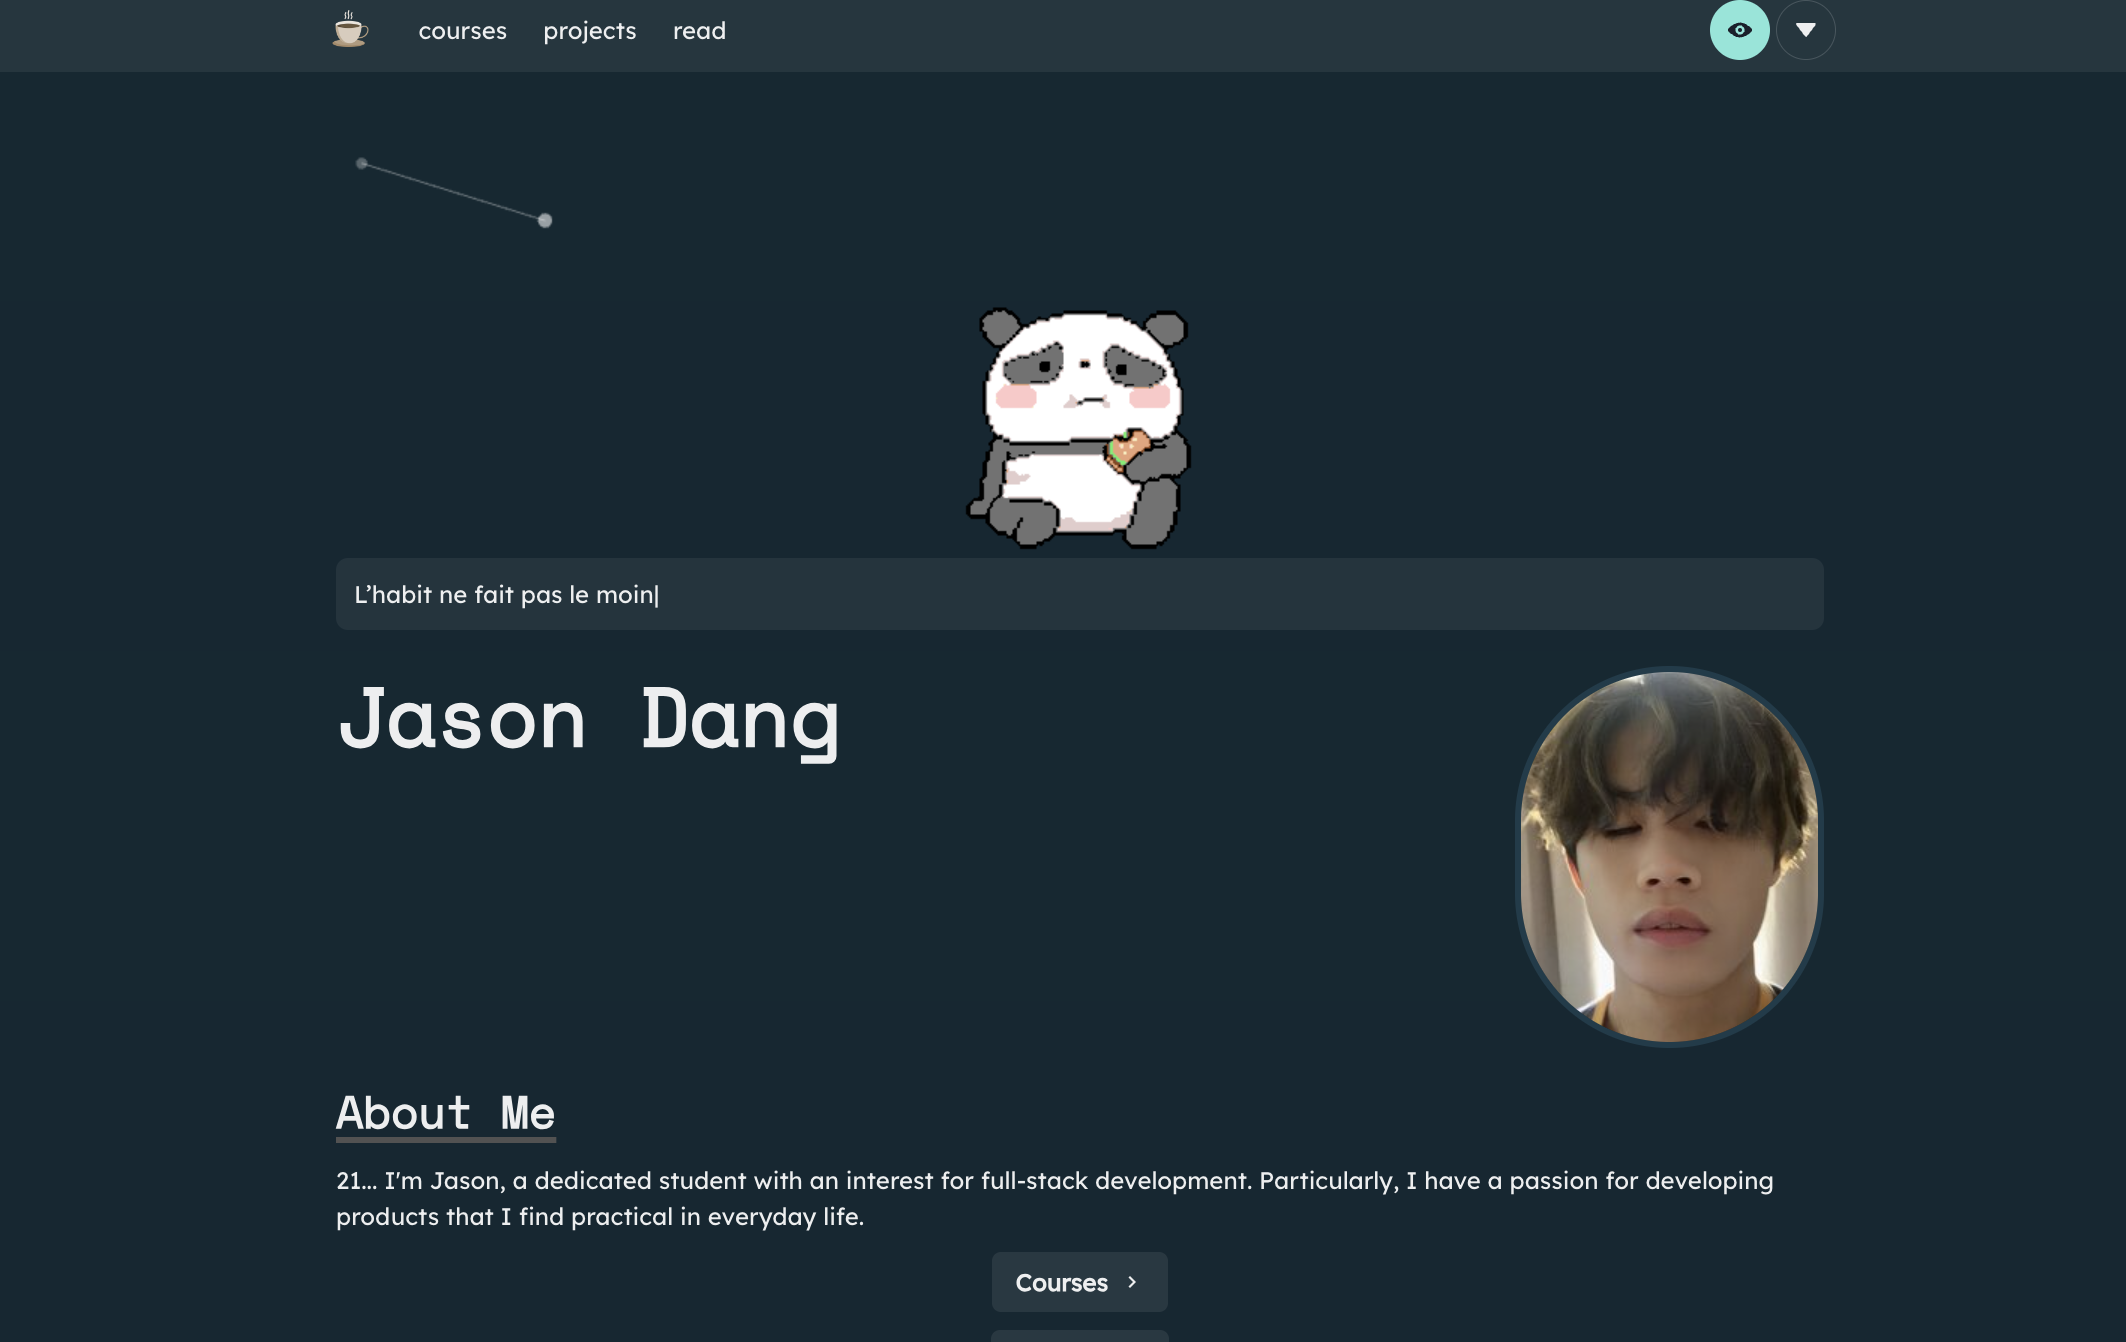 courses projects read
L’habit ne fait pas le moin
Jason Dang
About Me
21... I'm Jason, a dedicated student with an interest for full-stack development. Particularly, I have a passion for developing
products that I find practical in everyday life.
Courses